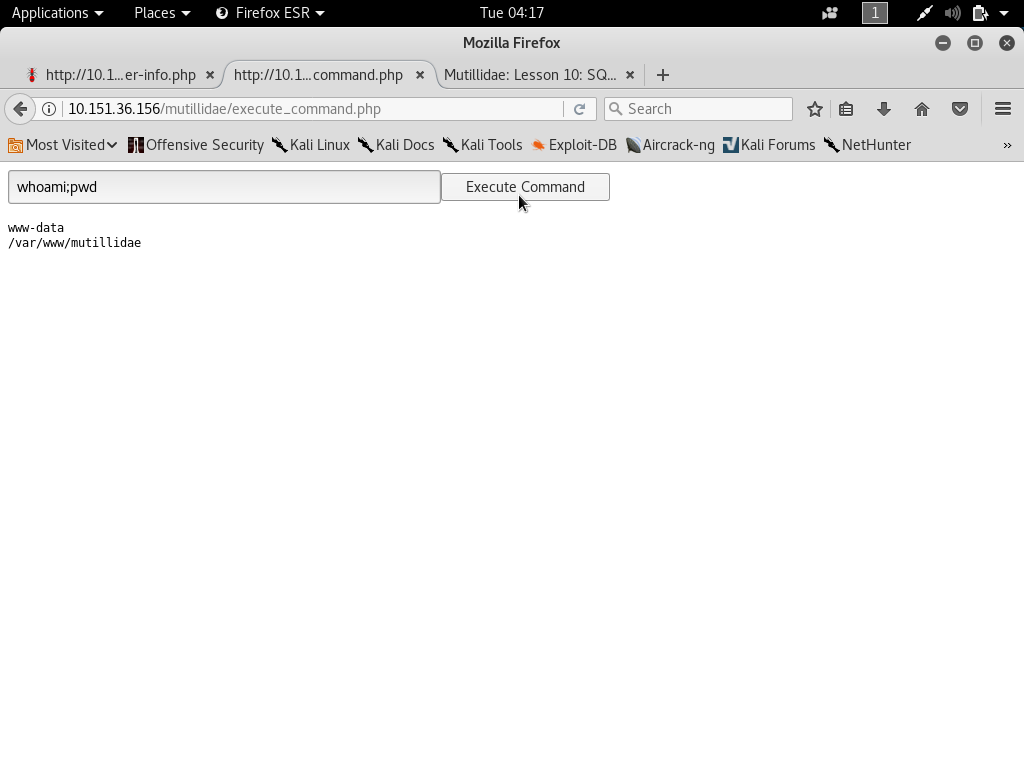 Applications Places Firefox ESR Tue 04:17 1
Mozilla Firefox
http://10.1...er-info.php http://10.1...command.php Mutillidae: Lesson 10: SQ...
10.151.36.156/mutillidae/execute_command.php Search
Most Visited Offensive Security Kali Linux Kali Docs Kali Tools Exploit-DB Aircrack-ng Kali Forums NetHunter »
whoami;pwd Execute Command
www-data
/var/www/mutillidae